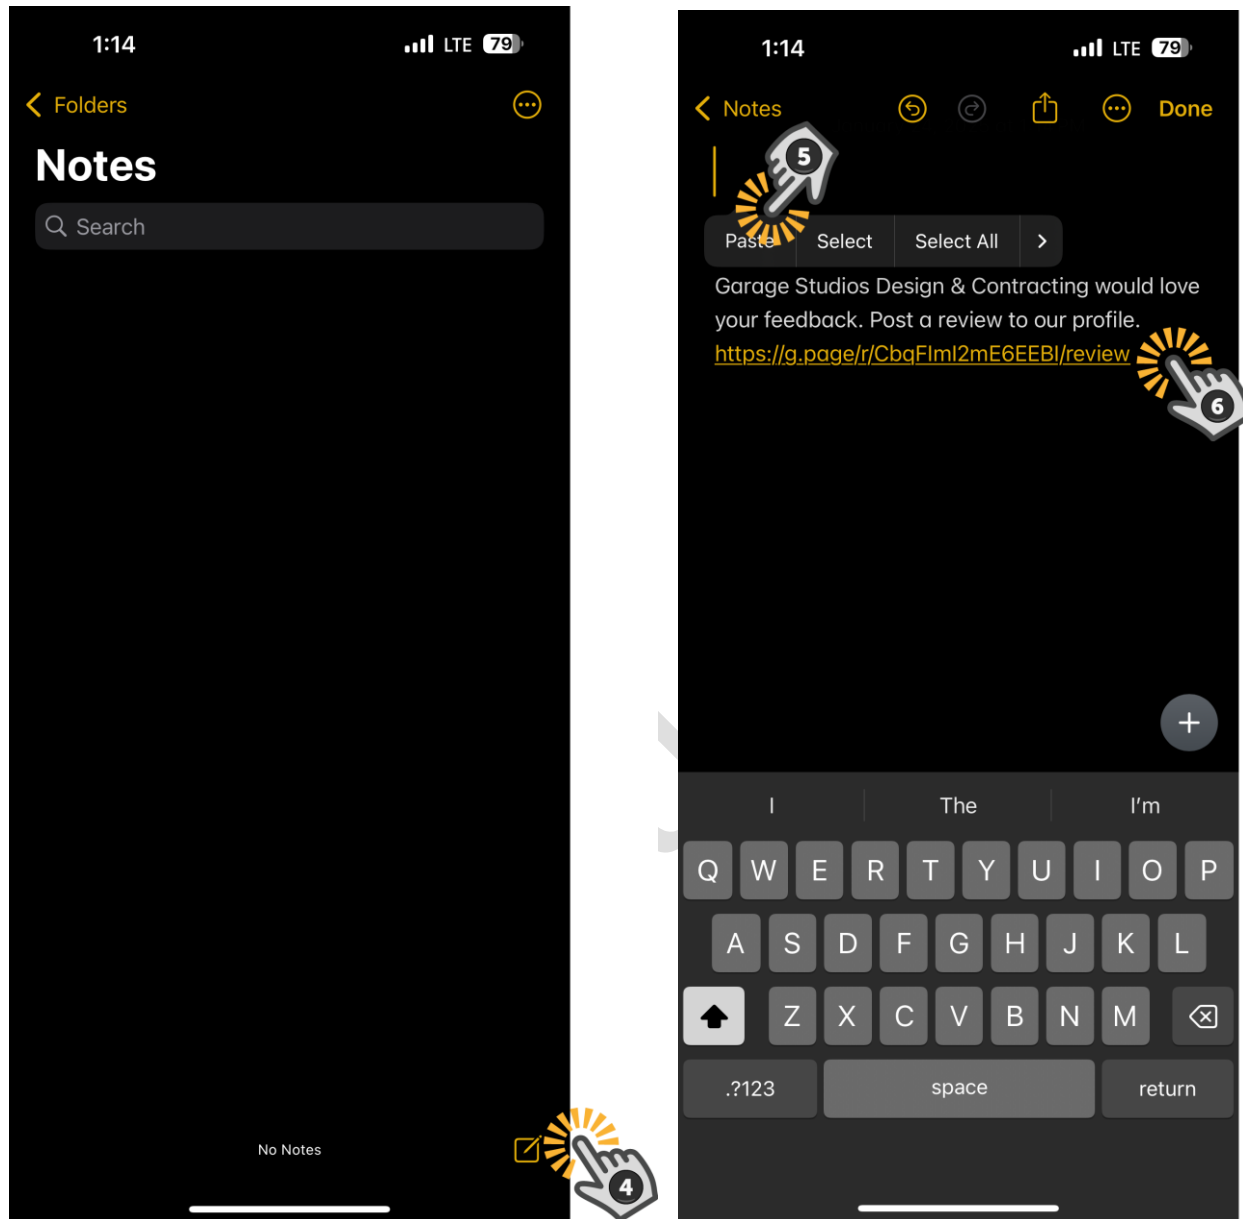 1:14
LTE 79
Folders
Notes
Search
No Notes
4
1:14
LTE 79
Notes
Done
5
Paste Select Select All
Garage Studios Design & Contracting would love
your feedback. Post a review to our profile.
https://g.page/r/CbqFImI2mE6EEBI/review
6
I The I'm
Q W E R T Y U I O P
A S D F G H J K L
Z X C V B N M
.?123 space return